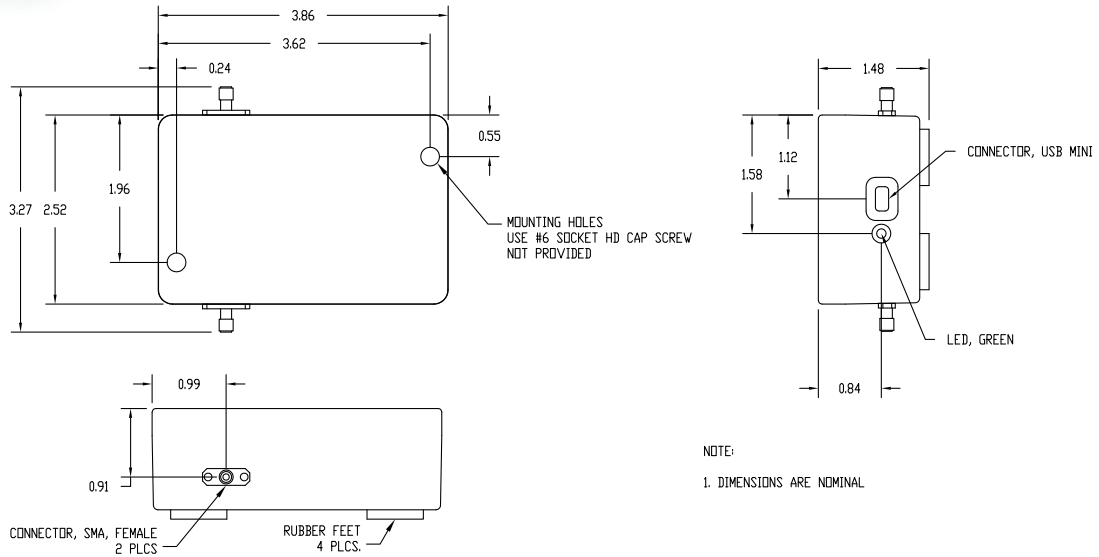 3.86
3.62
0.24
0.55
1.96
3.27
2.52
MOUNTING HOLES
USE #6 SOCKET HD CAP SCREW
NOT PROVIDED
1.48
1.12
1.58
CONNECTOR, USB MINI
LED, GREEN
0.84
0.99
0.91
CONNECTOR, SMA, FEMALE
2 PLCS
RUBBER FEET
4 PLCS.
NOTE:
1. DIMENSIONS ARE NOMINAL